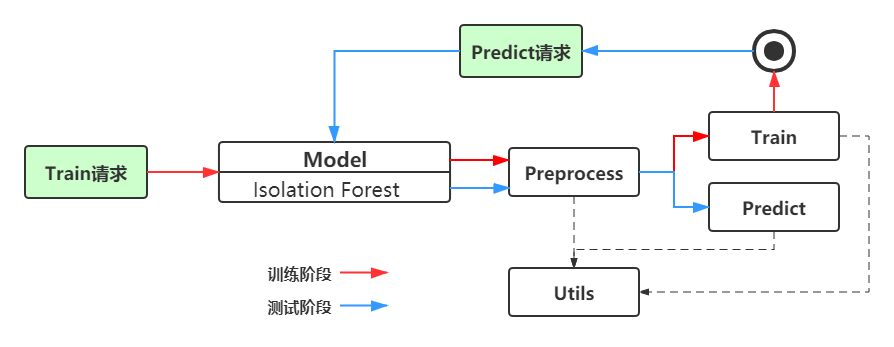 Predict请求
Train请求
Model
Isolation Forest
Preprocess
Train
Predict
Utils
训练阶段
测试阶段